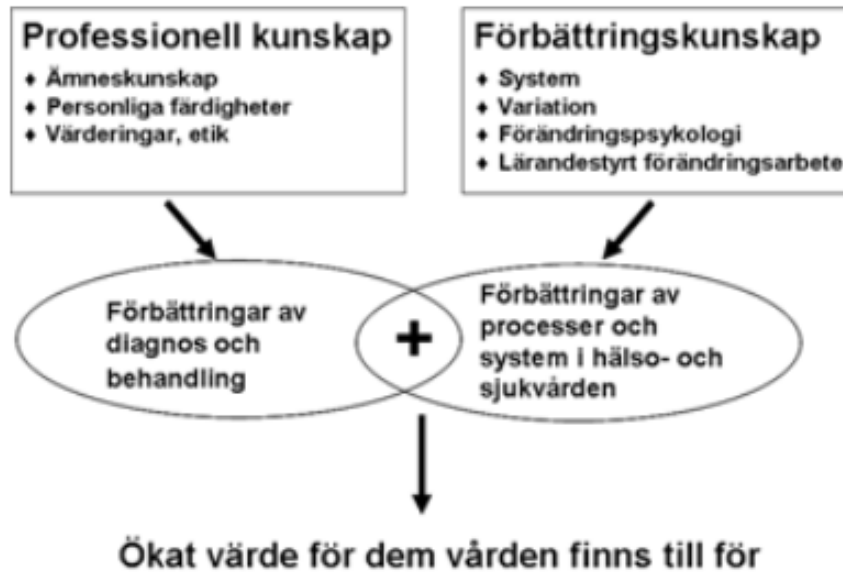 Professionell kunskap
♦ Ämneskunskap
♦ Personliga färdigheter
♦ Värderingar, etik
Förbättringskunskap
♦ System
♦ Variation
♦ Förändringspsykologi
♦ Lärandestyrt förändringsarbete
Förbättringar av
diagnos och
behandling
+
Förbättringar av
processer och
system i hälso- och
sjukvården
Ökat värde för dem vården finns till för